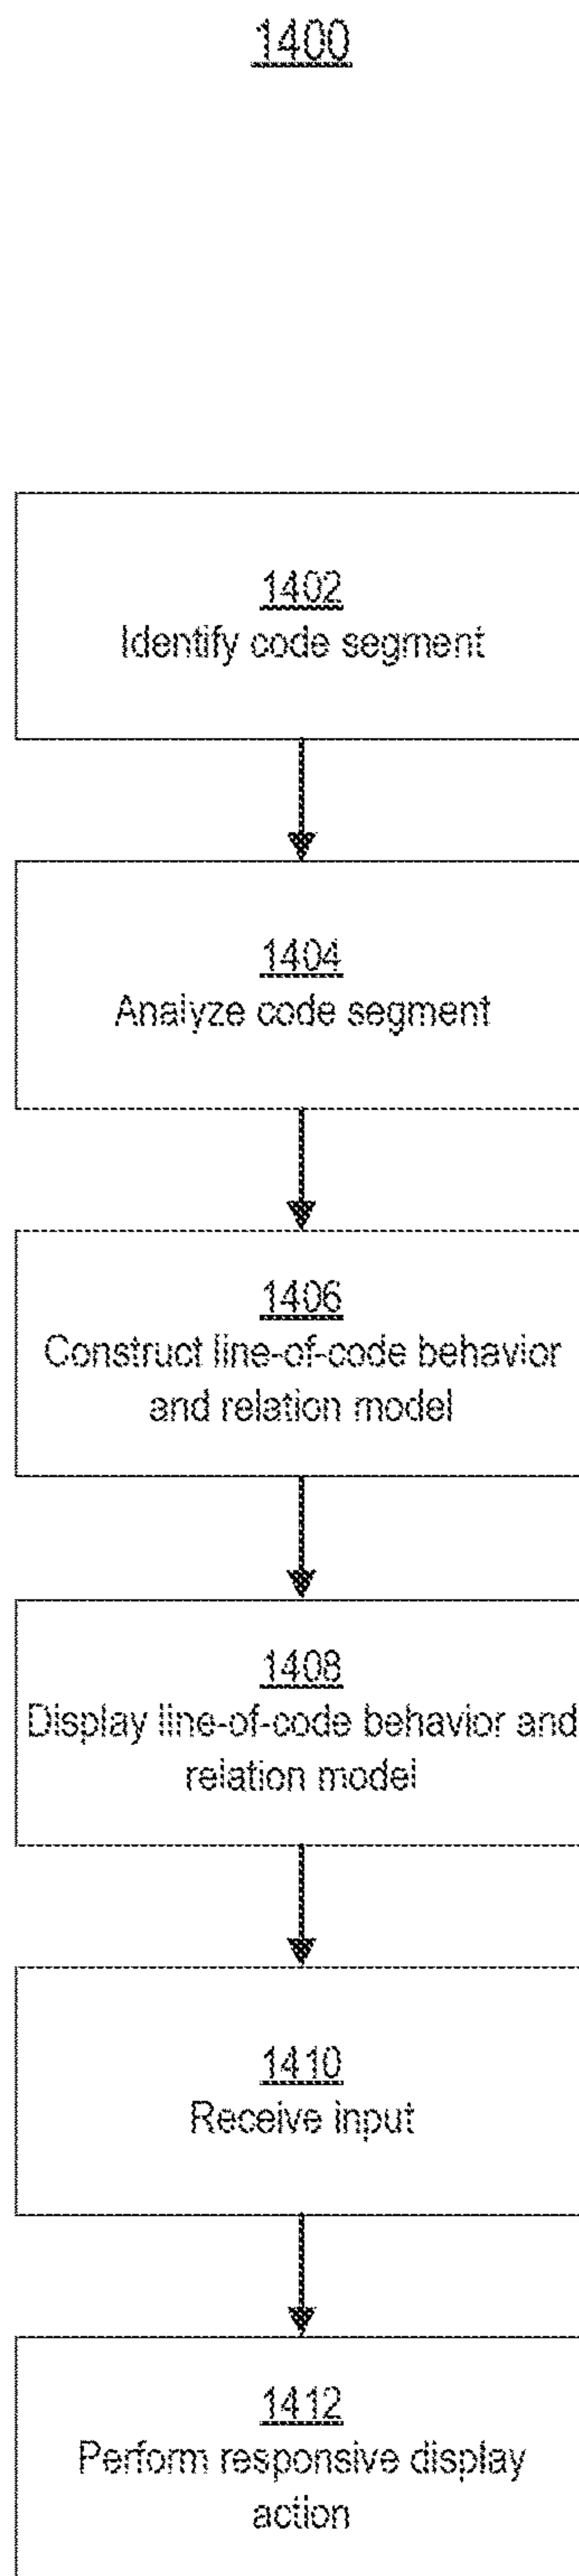 1400
1402
Identify code segment
1404
Analyze code segment
1406
Construct line-of-code behavior
and relation model
1408
Display line-of-code behavior and
relation model
1410
Receive input
1412
Perform responsive display
action